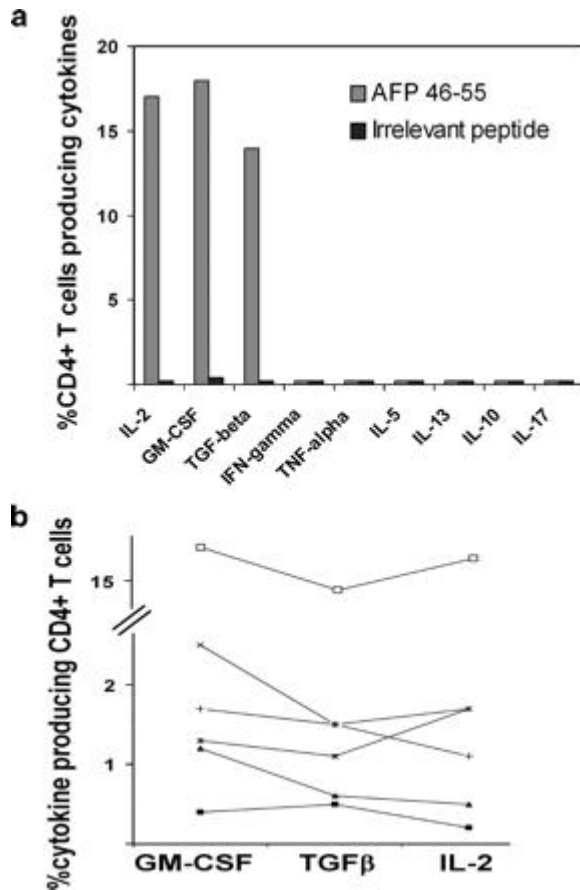 a
%CD4+ T cells producing cytokines
20
15
10
5
AFP 46-55
Irrelevant peptide
IL-2
GM-CSF
TGF-beta
IFN-gamma
TNF-alpha
IL-5
IL-13
IL-10
IL-17
b
%cytokine producing CD4+ T cells
15
2
1
GM-CSF
TGFβ
IL-2